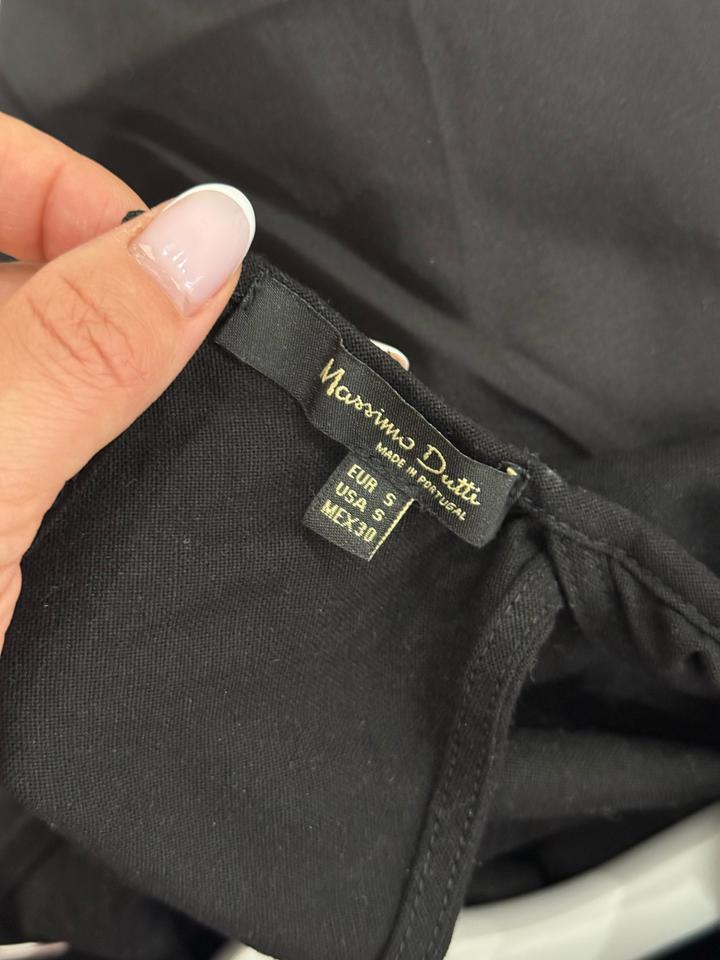 Massimo Dutti
MADE IN PORTUGAL
EUR S
USA S
MEX30